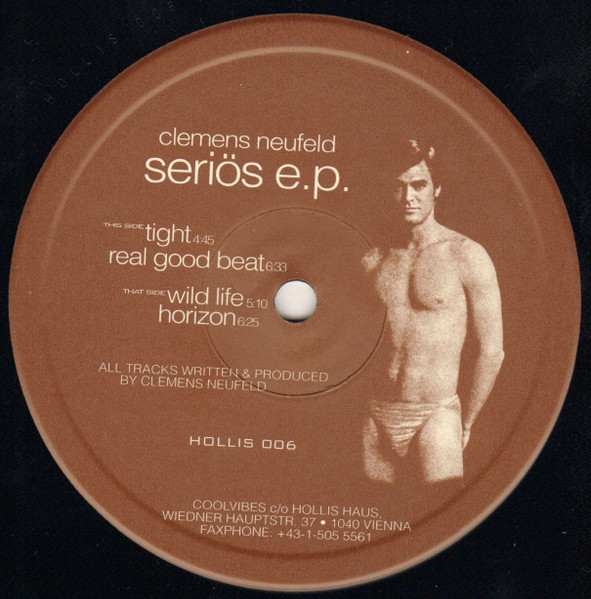 HOLLIS 006
clemens neufeld
seriös e.p.
THIS SIDE tight 4:45
real good beat 6:33
THAT SIDE wild life 5:10
horizon 6:25
ALL TRACKS WRITTEN & PRODUCED
BY CLEMENS NEUFELD
HOLLIS 006
COOLVIBES c/o HOLLIS HAUS,
WIEDNER HAUPTSTR. 37 • 1040 VIENNA
FAXPHONE: +43-1-505 5561